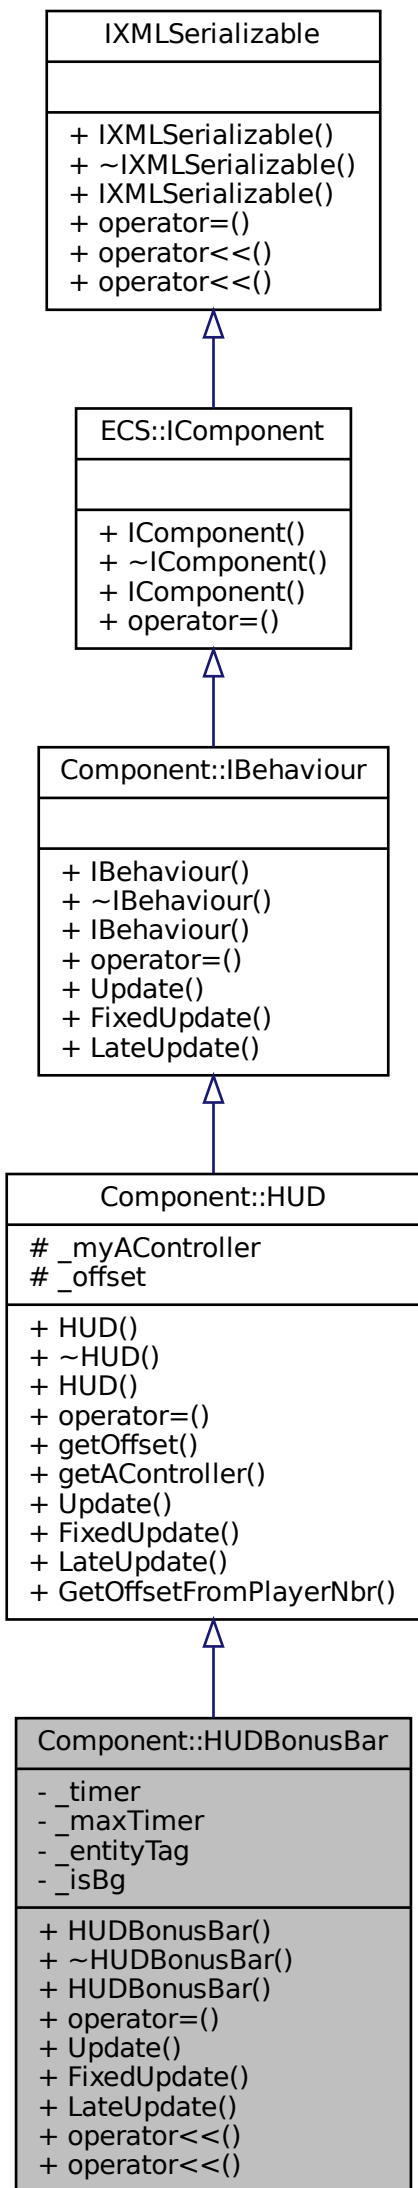 IXMLSerializable
+ IXMLSerializable()
+ ~IXMLSerializable()
+ IXMLSerializable()
+ operator=()
+ operator<<()
+ operator<<()
ECS::IComponent
+ IComponent()
+ ~IComponent()
+ IComponent()
+ operator=()
Component::IBehaviour
+ IBehaviour()
+ ~IBehaviour()
+ IBehaviour()
+ operator=()
+ Update()
+ FixedUpdate()
+ LateUpdate()
Component::HUD
# _myAController
# _offset
+ HUD()
+ ~HUD()
+ HUD()
+ operator=()
+ getOffset()
+ getAController()
+ Update()
+ FixedUpdate()
+ LateUpdate()
+ GetOffsetFromPlayerNbr()
Component::HUDBonusBar
- _timer
- _maxTimer
- _entityTag
- _isBg
+ HUDBonusBar()
+ ~HUDBonusBar()
+ HUDBonusBar()
+ operator=()
+ Update()
+ FixedUpdate()
+ LateUpdate()
+ operator<<()
+ operator<<()